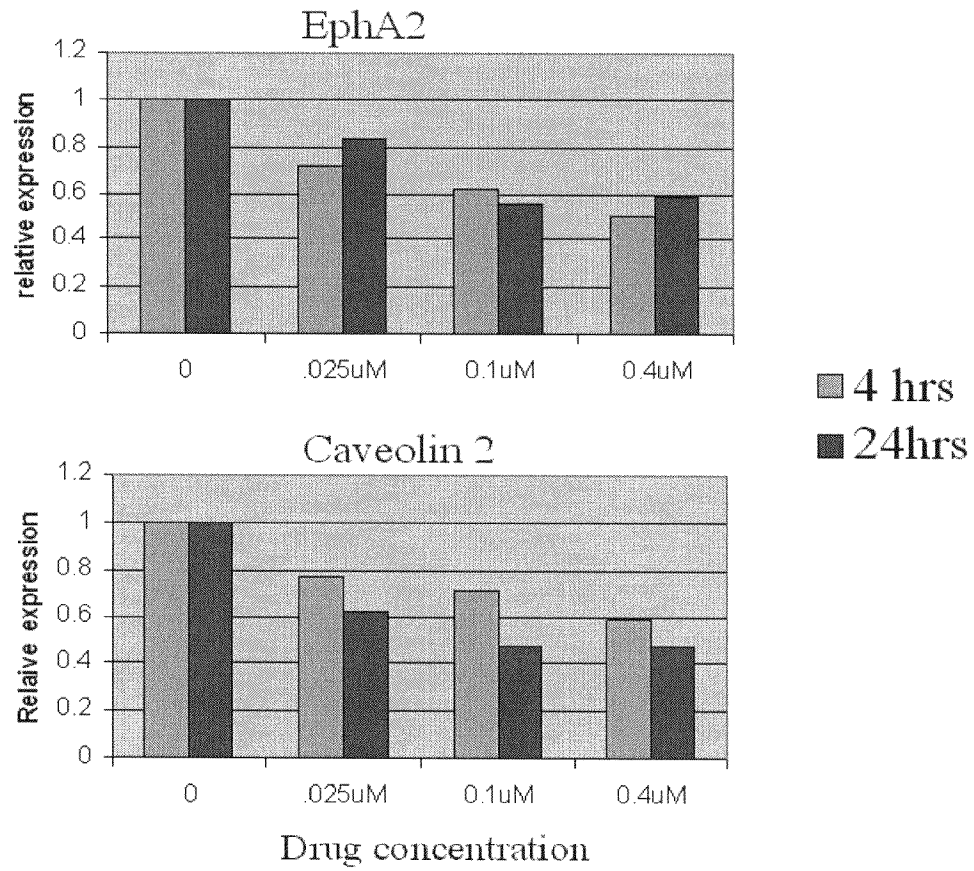 EphA2
1.2
1
0.8
0.6
0.4
0.2
0
relative expression
0
.025uM
0.1uM
0.4uM
4 hrs
24hrs
Caveolin 2
1.2
1
0.8
0.6
0.4
0.2
0
Relaive expression
0
.025uM
0.1uM
0.4uM
Drug concentration